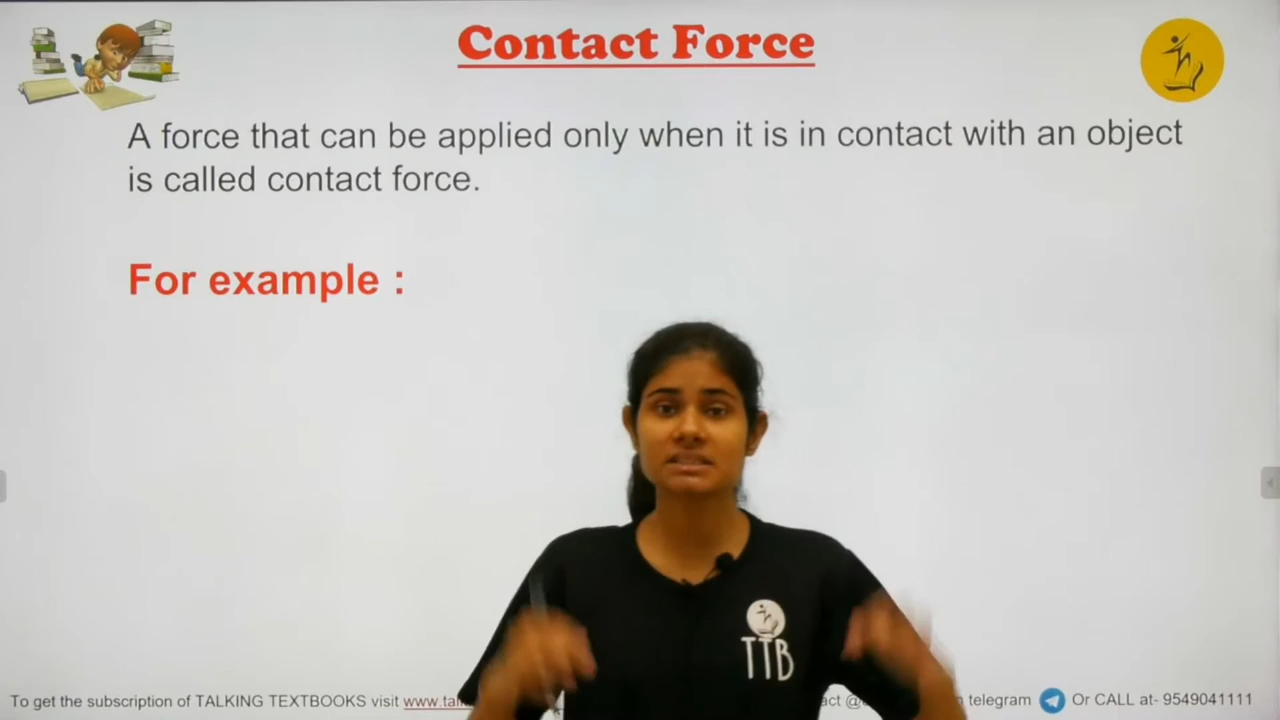 Contact Force
A force that can be applied only when it is in contact with an object
is called contact force.
For example :
TTB
To get the subscription of TALKING TEXTBOOKS visit www. telegram Or CALL at- 9549041111